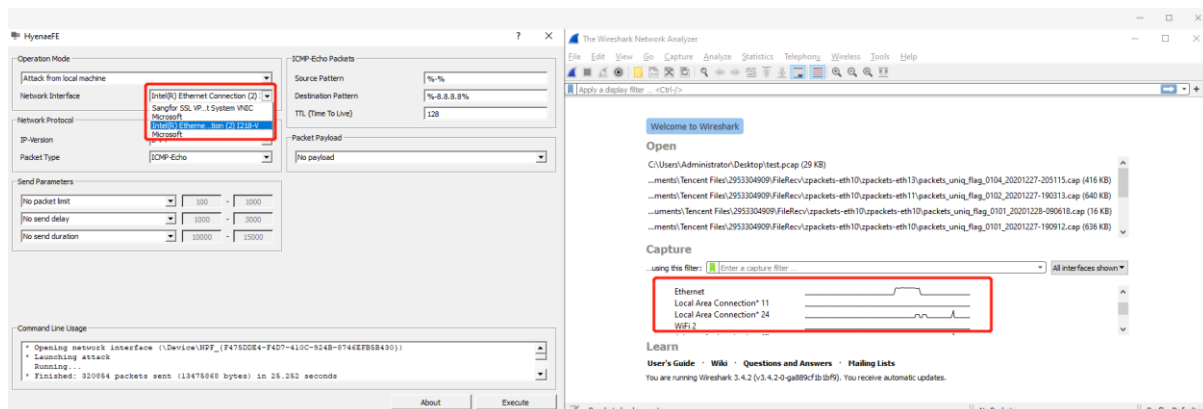 HyenaeFE
Operation Mode
Attack from local machine
Network Interface
Intel(R) Ethernet Connection (2)
Sangfor SSL VP...t System VNIC
Microsoft
Intel(R) Etherne...tion (2) I218-V
Microsoft
Network Protocol
IP-Version
Packet Type
ICMP-Echo
Send Parameters
No packet limit 100 - 1000
No send delay 1000 - 3000
No send duration 10000 - 15000
ICMP-Echo Packets
Source Pattern %-%
Destination Pattern %-8.8.8.8%
TTL (Time To Live) 128
Packet Payload
No payload
Command Line Usage
* Opening network interface (\Device\NPF_{F475DDE4-F4D7-410C-924B-8746EFB5B430})
* Launching attack
Running...
* Finished: 320854 packets sent (13475868 bytes) in 25.252 seconds
About Execute
The Wireshark Network Analyzer
File Edit View Go Capture Analyze Statistics Telephony Wireless Tools Help
Apply a display filter ... <Ctrl-/>
Welcome to Wireshark
Open
C:\Users\Administrator\Desktop\test.pcap (29 KB)
...ments\Tencent Files\2953304909\FileRecv\zpackets-eth10\zpackets-eth13\packets_uniq_flag_0104_20201227-205115.cap (416 KB)
...ments\Tencent Files\2953304909\FileRecv\zpackets-eth10\zpackets-eth11\packets_uniq_flag_0102_20201227-190313.cap (640 KB)
...uments\Tencent Files\2953304909\FileRecv\zpackets-eth10\zpackets-eth10\packets_uniq_flag_0101_20201228-090618.cap (16 KB)
...ments\Tencent Files\2953304909\FileRecv\zpackets-eth10\zpackets-eth10\packets_uniq_flag_0101_20201227-190912.cap (636 KB)
Capture
...using this filter: Enter a capture filter ... All interfaces shown
Ethernet
Local Area Connection* 11
Local Area Connection* 24
WiFi 2
Learn
User's Guide · Wiki · Questions and Answers · Mailing Lists
You are running Wireshark 3.4.2 (v3.4.2-0-ga889cf1b1bf9). You receive automatic updates.